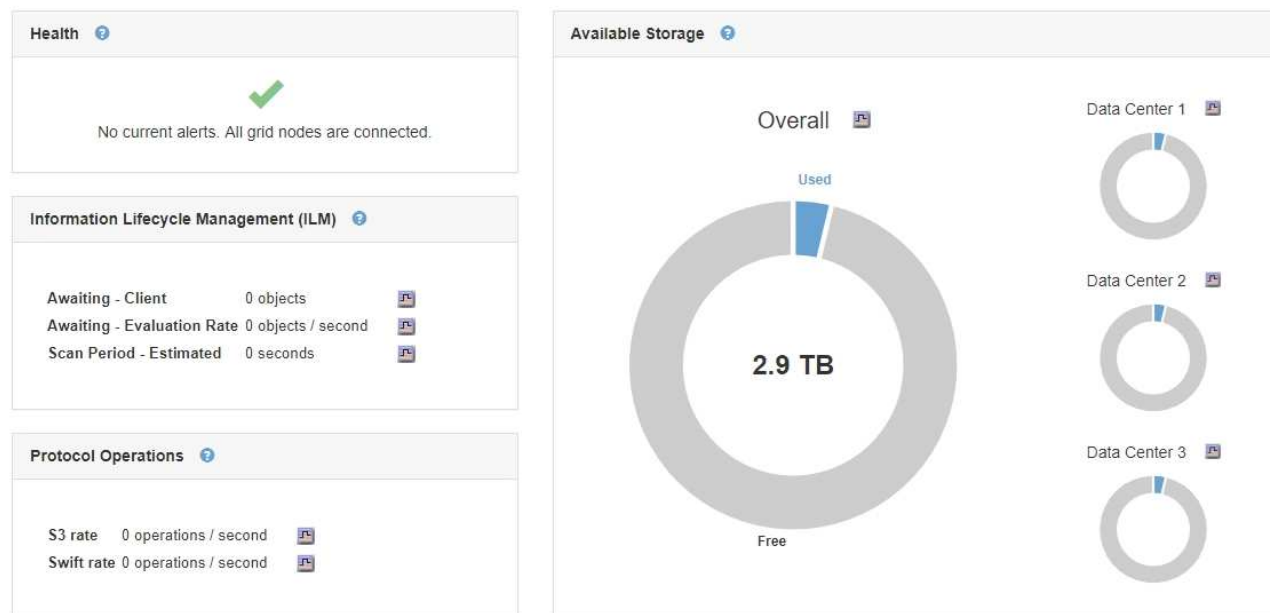 Health
No current alerts. All grid nodes are connected.
Information Lifecycle Management (ILM)
Awaiting - Client 0 objects
Awaiting - Evaluation Rate 0 objects / second
Scan Period - Estimated 0 seconds
Protocol Operations
S3 rate 0 operations / second
Swift rate 0 operations / second
Available Storage
Overall
Used
2.9 TB
Free
Data Center 1
Data Center 2
Data Center 3